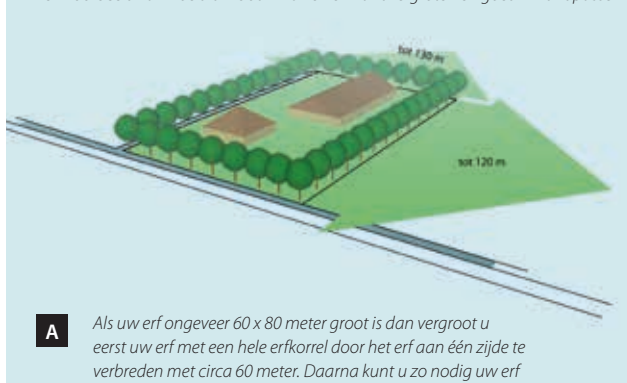 tot 130 m
tot 120 m
A
Als uw erf ongeveer 60 x 80 meter groot is dan vergroot u
eerst uw erf met een hele erfkorrel door het erf aan één zijde te
verbreden met circa 60 meter. Daarna kunt u zo nodig uw erf